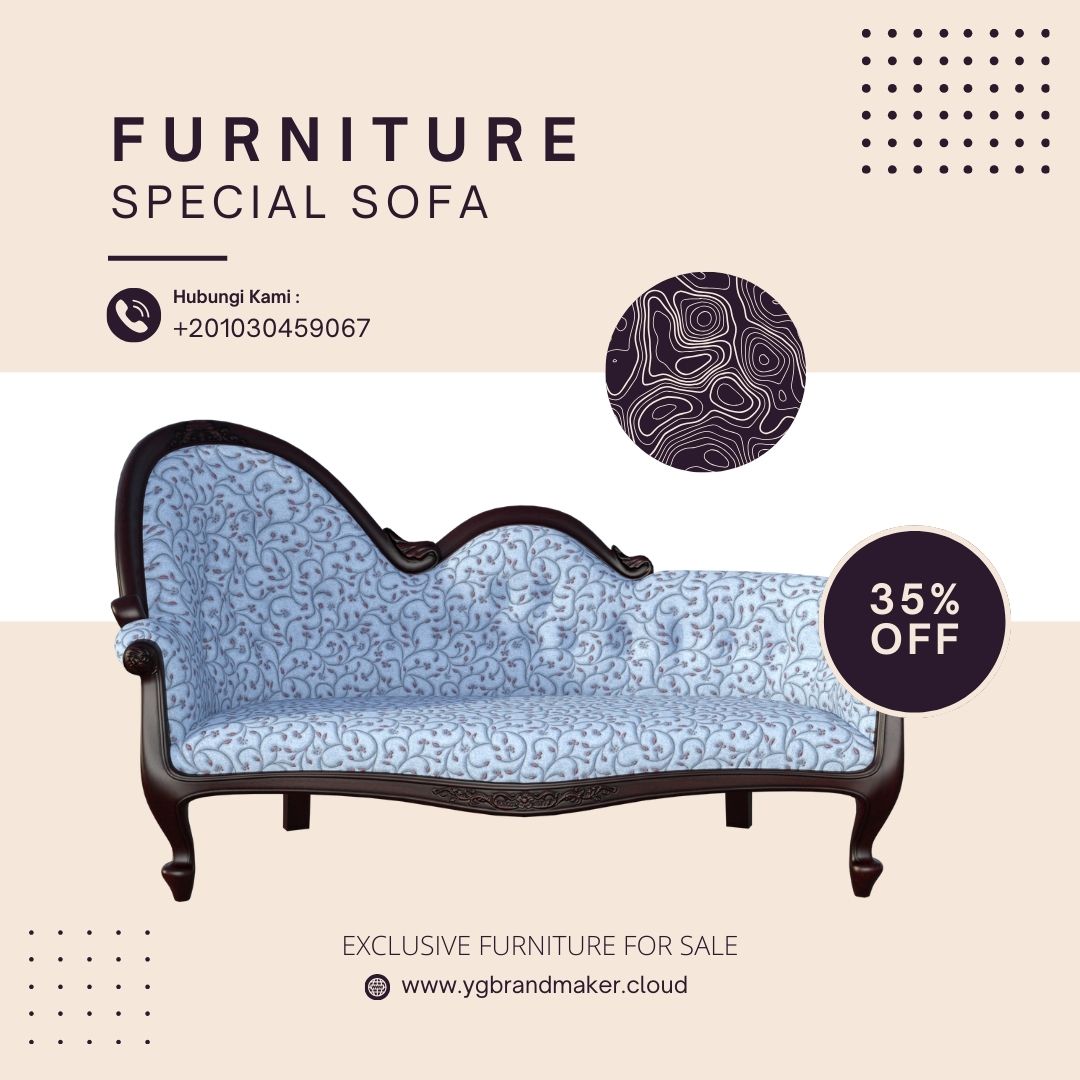 FURNITURE
SPECIAL SOFA
Hubungi Kami :
+201030459067
35%
OFF
EXCLUSIVE FURNITURE FOR SALE
www.ygbrandmaker.cloud